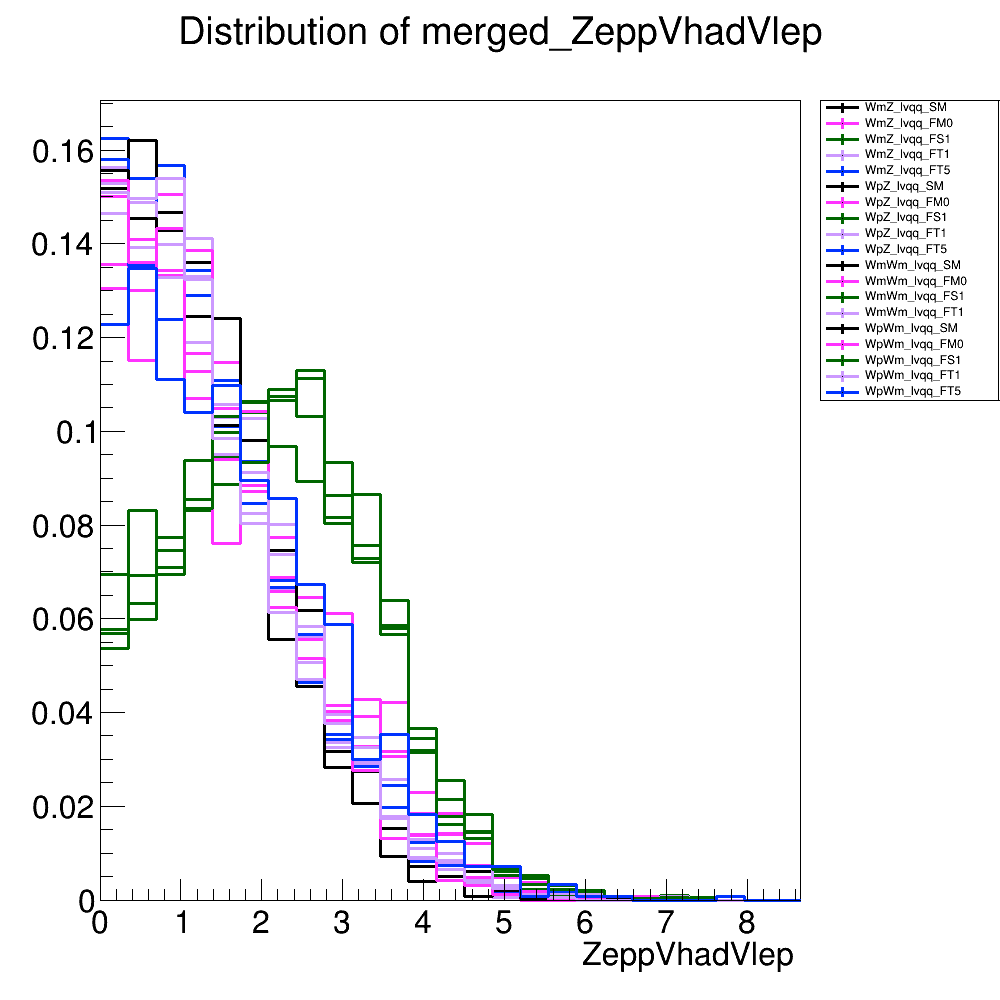 Distribution of merged_ZeppVhadVlep
WmZ_lvqq_SM
WmZ_lvqq_FM0
WmZ_lvqq_FS1
WmZ_lvqq_FT1
WmZ_lvqq_FT5
WpZ_lvqq_SM
WpZ_lvqq_FM0
WpZ_lvqq_FS1
WpZ_lvqq_FT1
WpZ_lvqq_FT5
WmWm_lvqq_SM
WmWm_lvqq_FM0
WmWm_lvqq_FS1
WmWm_lvqq_FT1
WpWm_lvqq_SM
WpWm_lvqq_FM0
WpWm_lvqq_FS1
WpWm_lvqq_FT1
WpWm_lvqq_FT5
0.16
0.14
0.12
0.1
0.08
0.06
0.04
0.02
0
0 1 2 3 4 5 6 7 8
ZeppVhadVlep